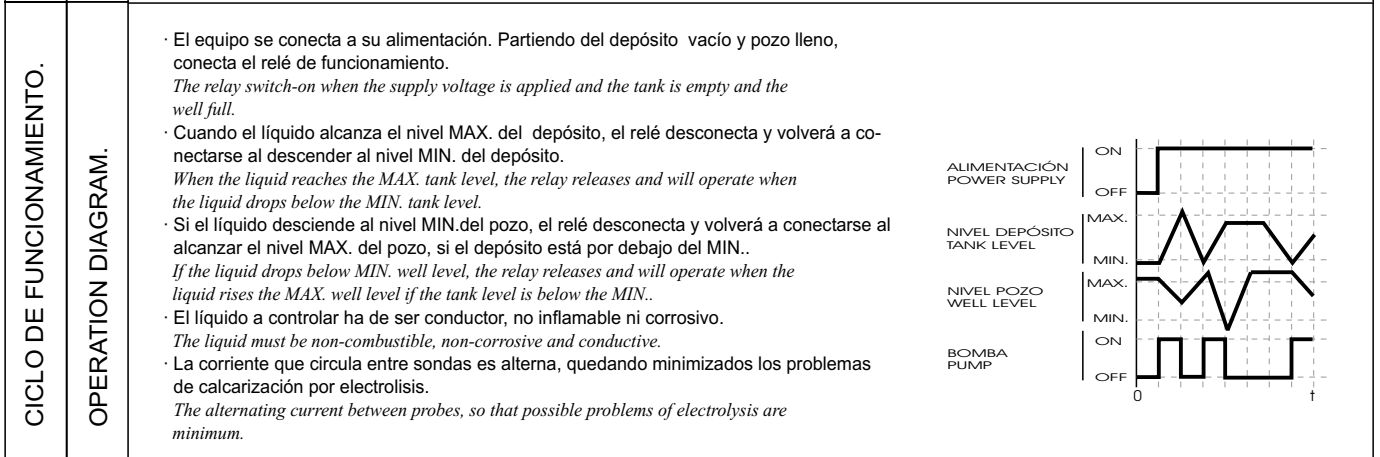 CICLO DE FUNCIONAMIENTO.
OPERATION DIAGRAM.
· El equipo se conecta a su alimentación. Partiendo del depósito vacío y pozo lleno,
conecta el relé de funcionamiento.
The relay switch-on when the supply voltage is applied and the tank is empty and the
well full.
· Cuando el líquido alcanza el nivel MAX. del depósito, el relé desconecta y volverá a co-
nectarse al descender al nivel MIN. del depósito.
When the liquid reaches the MAX. tank level, the relay releases and will operate when
the liquid drops below the MIN. tank level.
· Si el líquido desciende al nivel MIN.del pozo, el relé desconecta y volverá a conectarse al
alcanzar el nivel MAX. del pozo, si el depósito está por debajo del MIN..
If the liquid drops below MIN. well level, the relay releases and will operate when the
liquid rises the MAX. well level if the tank level is below the MIN..
· El líquido a controlar ha de ser conductor, no inflamable ni corrosivo.
The liquid must be non-combustible, non-corrosive and conductive.
· La corriente que circula entre sondas es alterna, quedando minimizados los problemas
de calcarización por electrolisis.
The alternating current between probes, so that possible problems of electrolysis are
minimum.
ALIMENTACIÓN
POWER SUPPLY
ON
OFF
NIVEL DEPÓSITO
TANK LEVEL
MAX.
MIN.
NIVEL POZO
WELL LEVEL
MAX.
MIN.
BOMBA
PUMP
ON
OFF
0
t